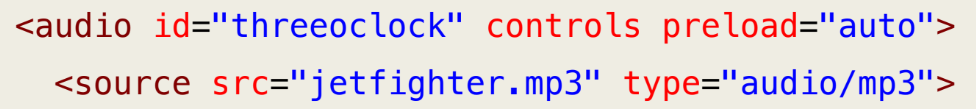 <audio id="threeoclock" controls preload="auto">
<source src="jetfighter.mp3" type="audio/mp3">